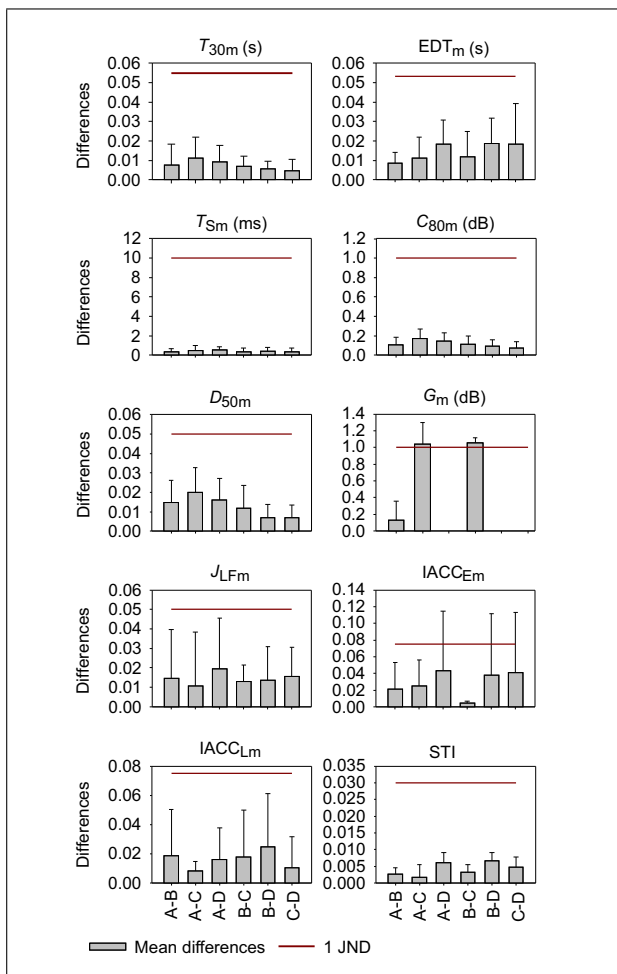 T30m (s)
EDTm (s)
Differences
0.06
0.05
0.04
0.03
0.02
0.01
0.00
0.06
0.05
0.04
0.03
0.02
0.01
0.00
TSm (ms)
C80m (dB)
Differences
12
10
8
6
4
2
0
1.2
1.0
0.8
0.6
0.4
0.2
0.0
D50m
Gm (dB)
Differences
0.06
0.05
0.04
0.03
0.02
0.01
0.00
1.4
1.2
1.0
0.8
0.6
0.4
0.2
0.0
JLFm
IACCEm
Differences
0.06
0.05
0.04
0.03
0.02
0.01
0.00
0.14
0.12
0.10
0.08
0.06
0.04
0.02
0.00
IACCLm
STI
Differences
0.08
0.06
0.04
0.02
0.00
0.035
0.030
0.025
0.020
0.015
0.010
0.005
0.000
A-B
A-C
A-D
B-C
B-D
C-D
A-B
A-C
A-D
B-C
B-D
C-D
Mean differences
1 JND